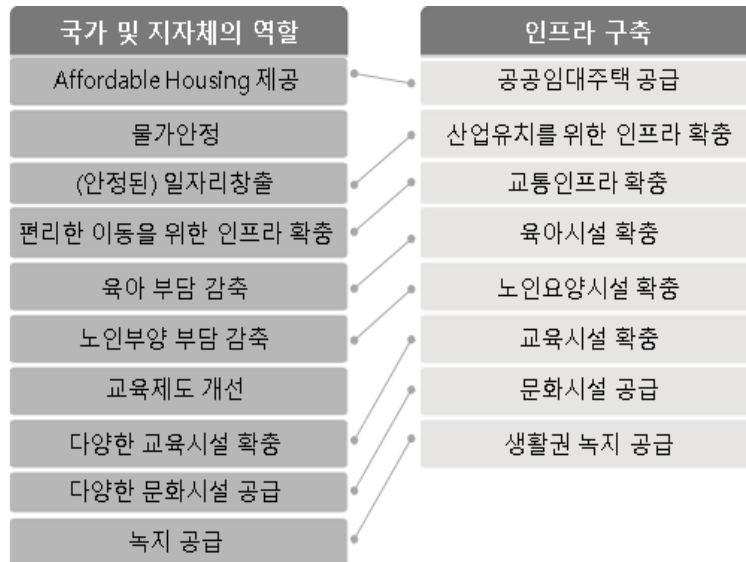 국가 및 지자체의 역할
Affordable Housing 제공
물가안정
(안정된) 일자리창출
편리한 이동을 위한 인프라 확충
육아 부담 감축
노인부양 부담 감축
교육제도 개선
다양한 교육시설 확충
다양한 문화시설 공급
녹지 공급
인프라 구축
공공임대주택 공급
산업유치를 위한 인프라 확충
교통인프라 확충
육아시설 확충
노인요양시설 확충
교육시설 확충
문화시설 공급
생활권 녹지 공급